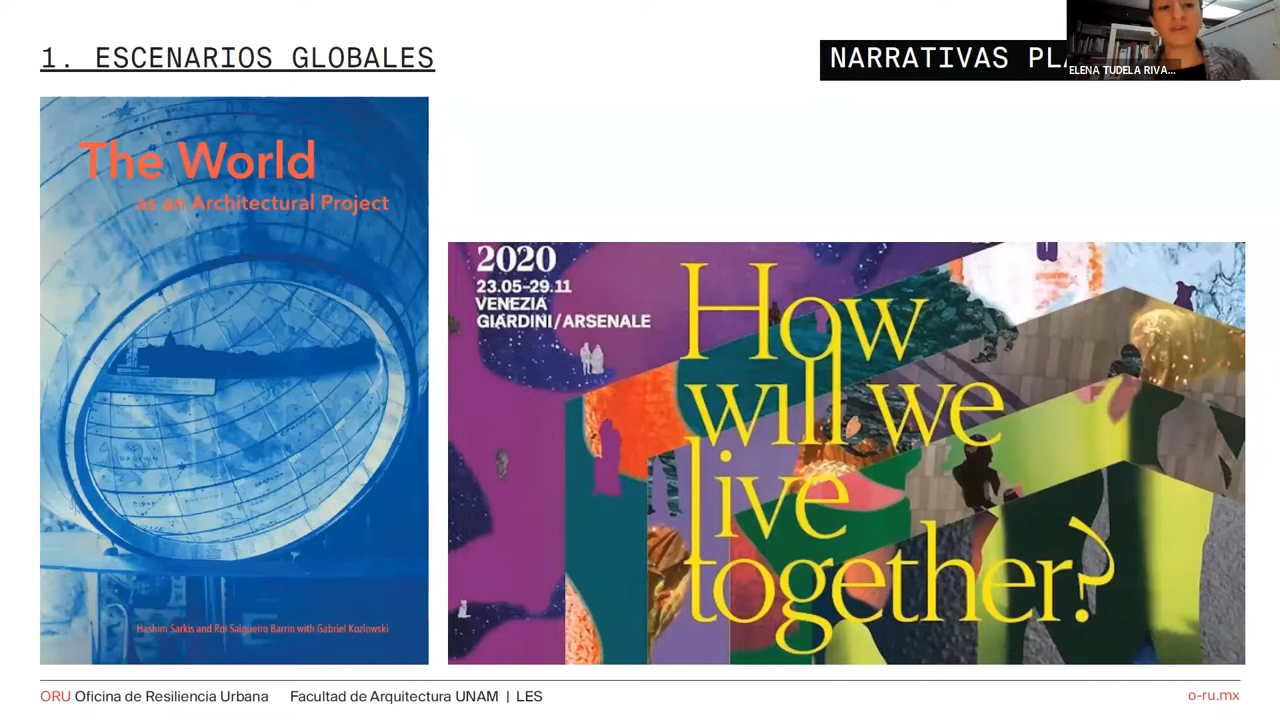 1. ESCENARIOS GLOBALES
NARRATIVAS
ELENA TUDELA RIVA...
The World
as an Architectural Project
Hashim Sarkis and Roi Salgueiro Barrio with Gabriel Kozlowski
2020
23.05-29.11
VENEZIA
GIARDINI/ARSENALE
How
will we
live
together?
ORU Oficina de Resiliencia Urbana
Facultad de Arquitectura UNAM | LES
o-ru.mx